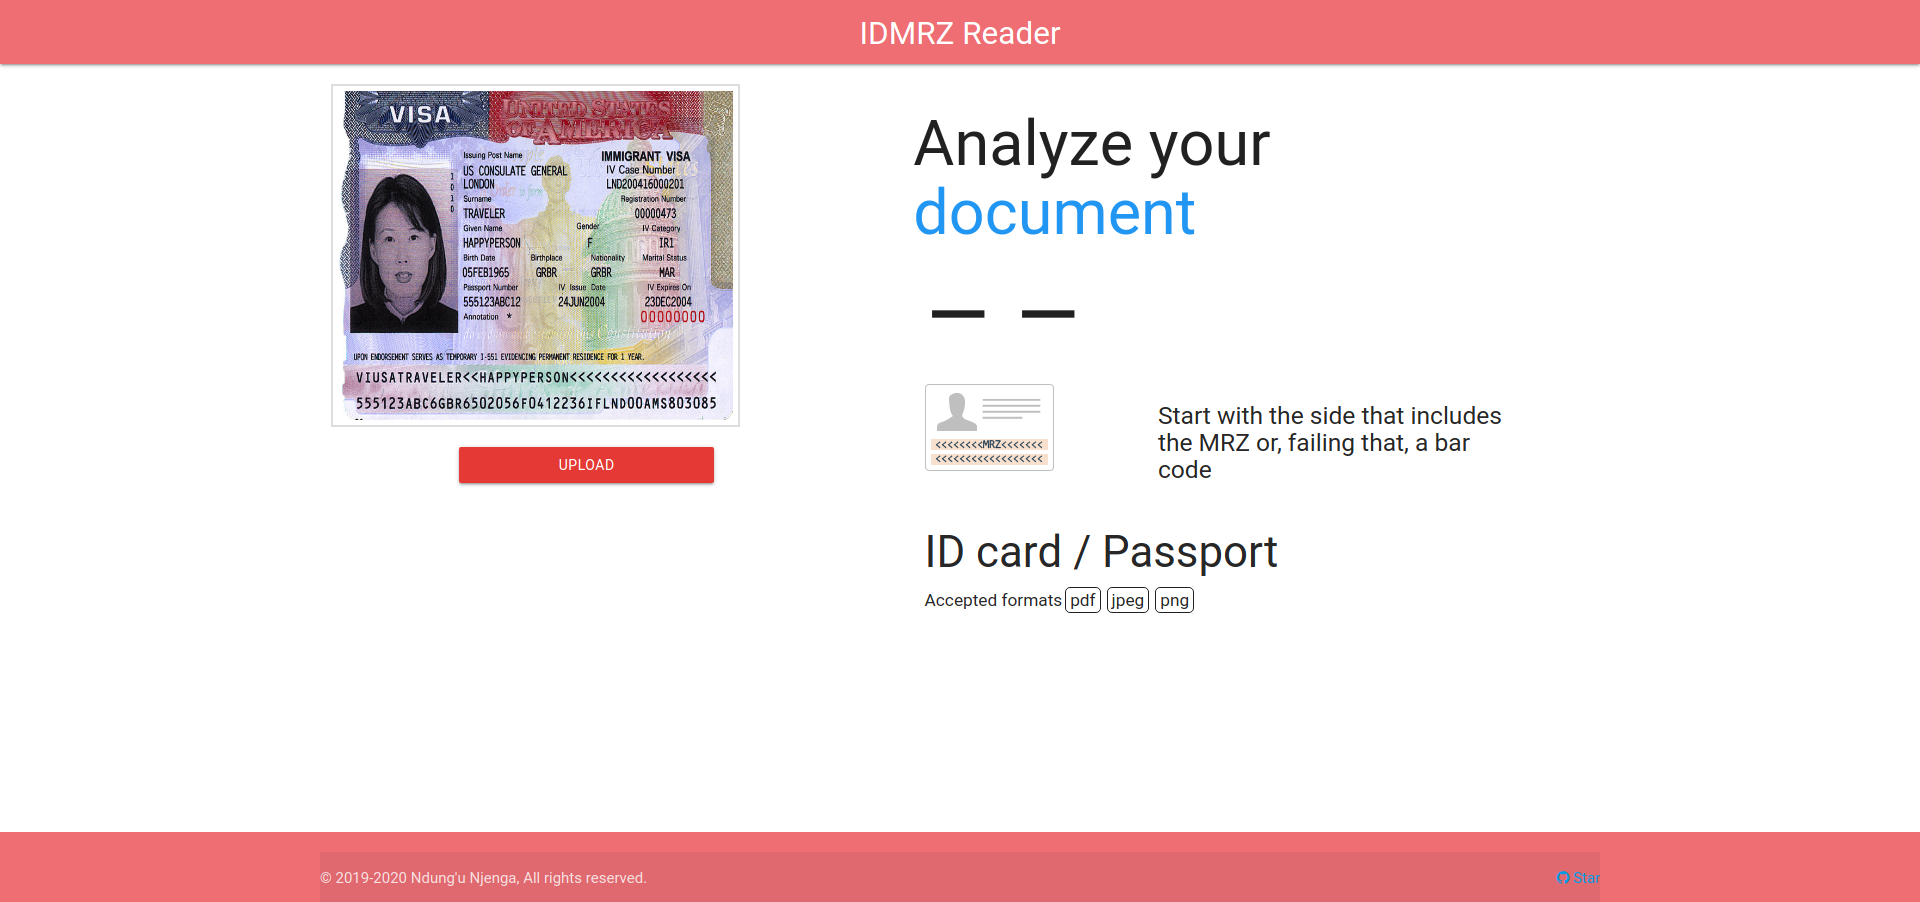 IDMRZ Reader
VISA
UNITED STATES
OF AMERICA
Issuing Post Name
IMMIGRANT VISA
US CONSULATE GENERAL
IV Case Number
LONDON
LND200416000201
Surname
Registration Number
TRAVELER
00000473
Given Name
Gender
IV Category
HAPPYPERSON
F
IR1
Birth Date Birthplace Nationality Marital Status
05FEB1965 GRBR GRBR MAR
Passport Number IV Issue Date IV Expires On
555123ABC12 24JUN2004 23DEC2004
Annotation *
00000000
UPON ENDORSEMENT SERVES AS TEMPORARY I-551 EVIDENCING PERMANENT RESIDENCE FOR 1 YEAR.
VIUSATRAVELER<<HAPPYPERSON<<<<<<<<<<<<<<<<<<
555123ABC6GBR6502056F0412236IFLND00AMS803085
UPLOAD
Analyze your
document
<<<<<<<<MRZ<<<<<<<
<<<<<<<<<<<<<<<<<<
Start with the side that includes
the MRZ or, failing that, a bar
code
ID card / Passport
Accepted formats pdf jpeg png
© 2019-2020 Ndung'u Njenga, All rights reserved.
Star